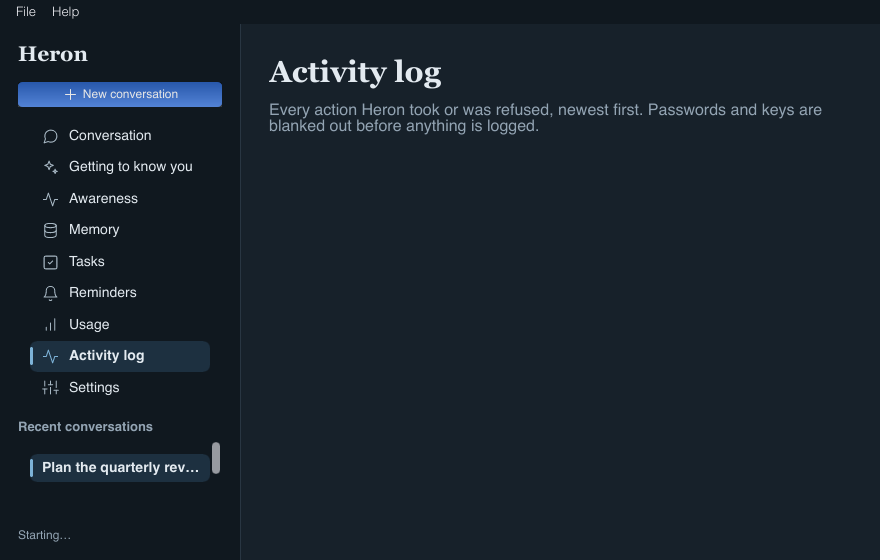 File Help
Heron
New conversation
Conversation
Getting to know you
Awareness
Memory
Tasks
Reminders
Usage
Activity log
Settings
Recent conversations
Plan the quarterly rev…
Starting…
Activity log
Every action Heron took or was refused, newest first. Passwords and keys are
blanked out before anything is logged.